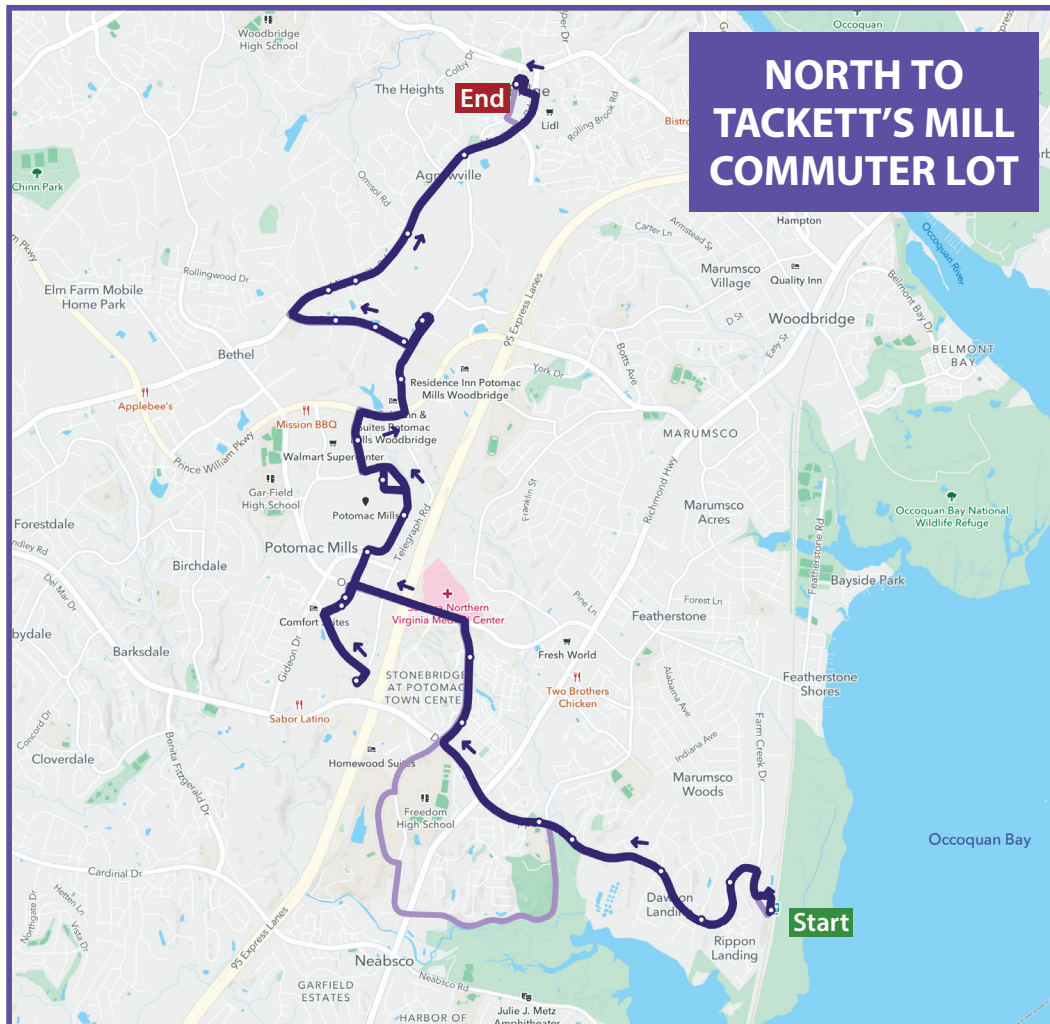 NORTH TO
TACKETT'S MILL
COMMUTER LOT
Woodbridge
High School
Colby Dr
Occoquan
The Heights
End
Lidl
Rolling Brook Rd
Chinn Park
Omisol Rd
Carter Ln
Armstead St
Hampton
Occoquan River
Rollingwood Dr
Elm Farm Mobile
Home Park
Marumsco
Village
Quality Inn
95 Express Lanes
D St
Woodbridge
Belmont Bay Dr
Easy St
Bethel
Botts Ave
BELMONT
BAY
York Dr
Residence Inn Potomac
Mills Woodbridge
Applebee's
Mission BBQ
Prince William Pkwy
MARUMSCO
Gar-Field
High School
Franklin St
Richmond Hwy
Potomac Mills
Telegraph Rd
Marumsco
Acres
Occoquan Bay National
Wildlife Refuge
Forestdale
Potomac Mills
Featherstone Rd
Birchdale
Del Mar Dr
Bayside Park
Pine Ln
Forest Ln
Featherstone
Virginia Medical Center
Gideon Dr
Barksdale
Fresh World
STONEBRIDGE
AT POTOMAC
TOWN CENTER
Alabama Ave
Featherstone
Shores
Two Brothers
Chicken
Sabor Latino
Concord Dr
Benita Fitzgerald Dr
Farm Creek Dr
Indiana Ave
Cloverdale
Homewood Suites
Marumsco
Woods
Freedom
High School
Occoquan Bay
Cardinal Dr
Hetten Ln
Northgate Dr
Vista Dr
Start
Rippon
Landing
95 Express Lanes
Neabsco
Neabsco Rd
GARFIELD
ESTATES
Julie J. Metz
HARBOR OF